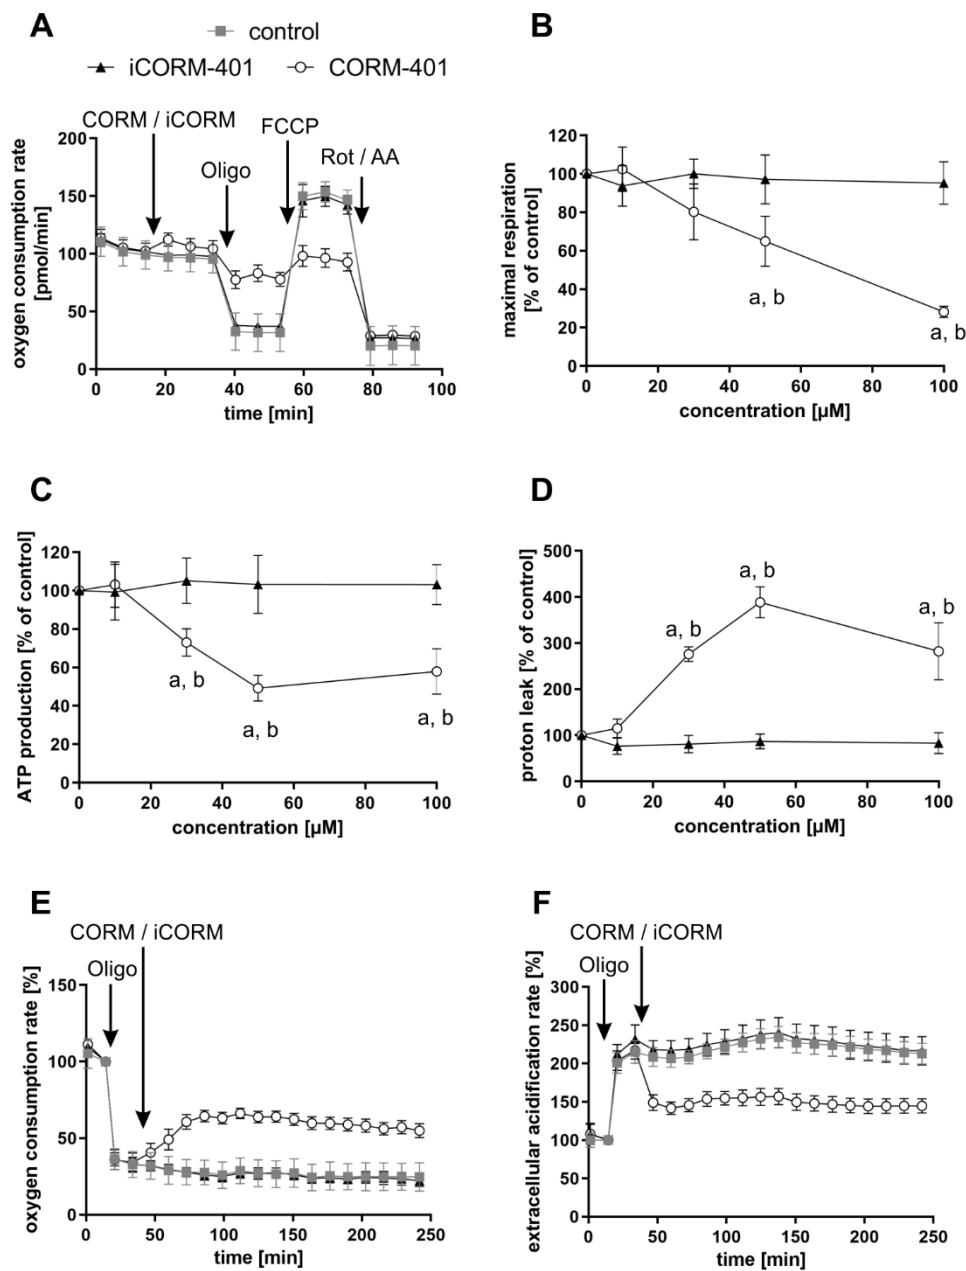 A
control
iCORM-401 CORM-401
CORM / iCORM
Oligo
FCCP
Rot / AA
oxygen consumption rate
[pmol/min]
200
150
100
50
0
0 20 40 60 80 100
time [min]
B
maximal respiration
[% of control]
120
100
80
60
40
20
0
a, b
a, b
0 20 40 60 80 100
concentration [µM]
C
ATP production [% of control]
120
100
80
60
40
20
0
a, b
a, b
a, b
0 20 40 60 80 100
concentration [µM]
D
proton leak [% of control]
500
400
300
200
100
0
a, b
a, b
a, b
0 20 40 60 80 100
concentration [µM]
E
CORM / iCORM
Oligo
oxygen consumption rate [%]
150
100
50
0
0 50 100 150 200 250
time [min]
F
CORM / iCORM
Oligo
extracellular acidification rate [%]
300
250
200
150
100
50
0
0 50 100 150 200 250
time [min]